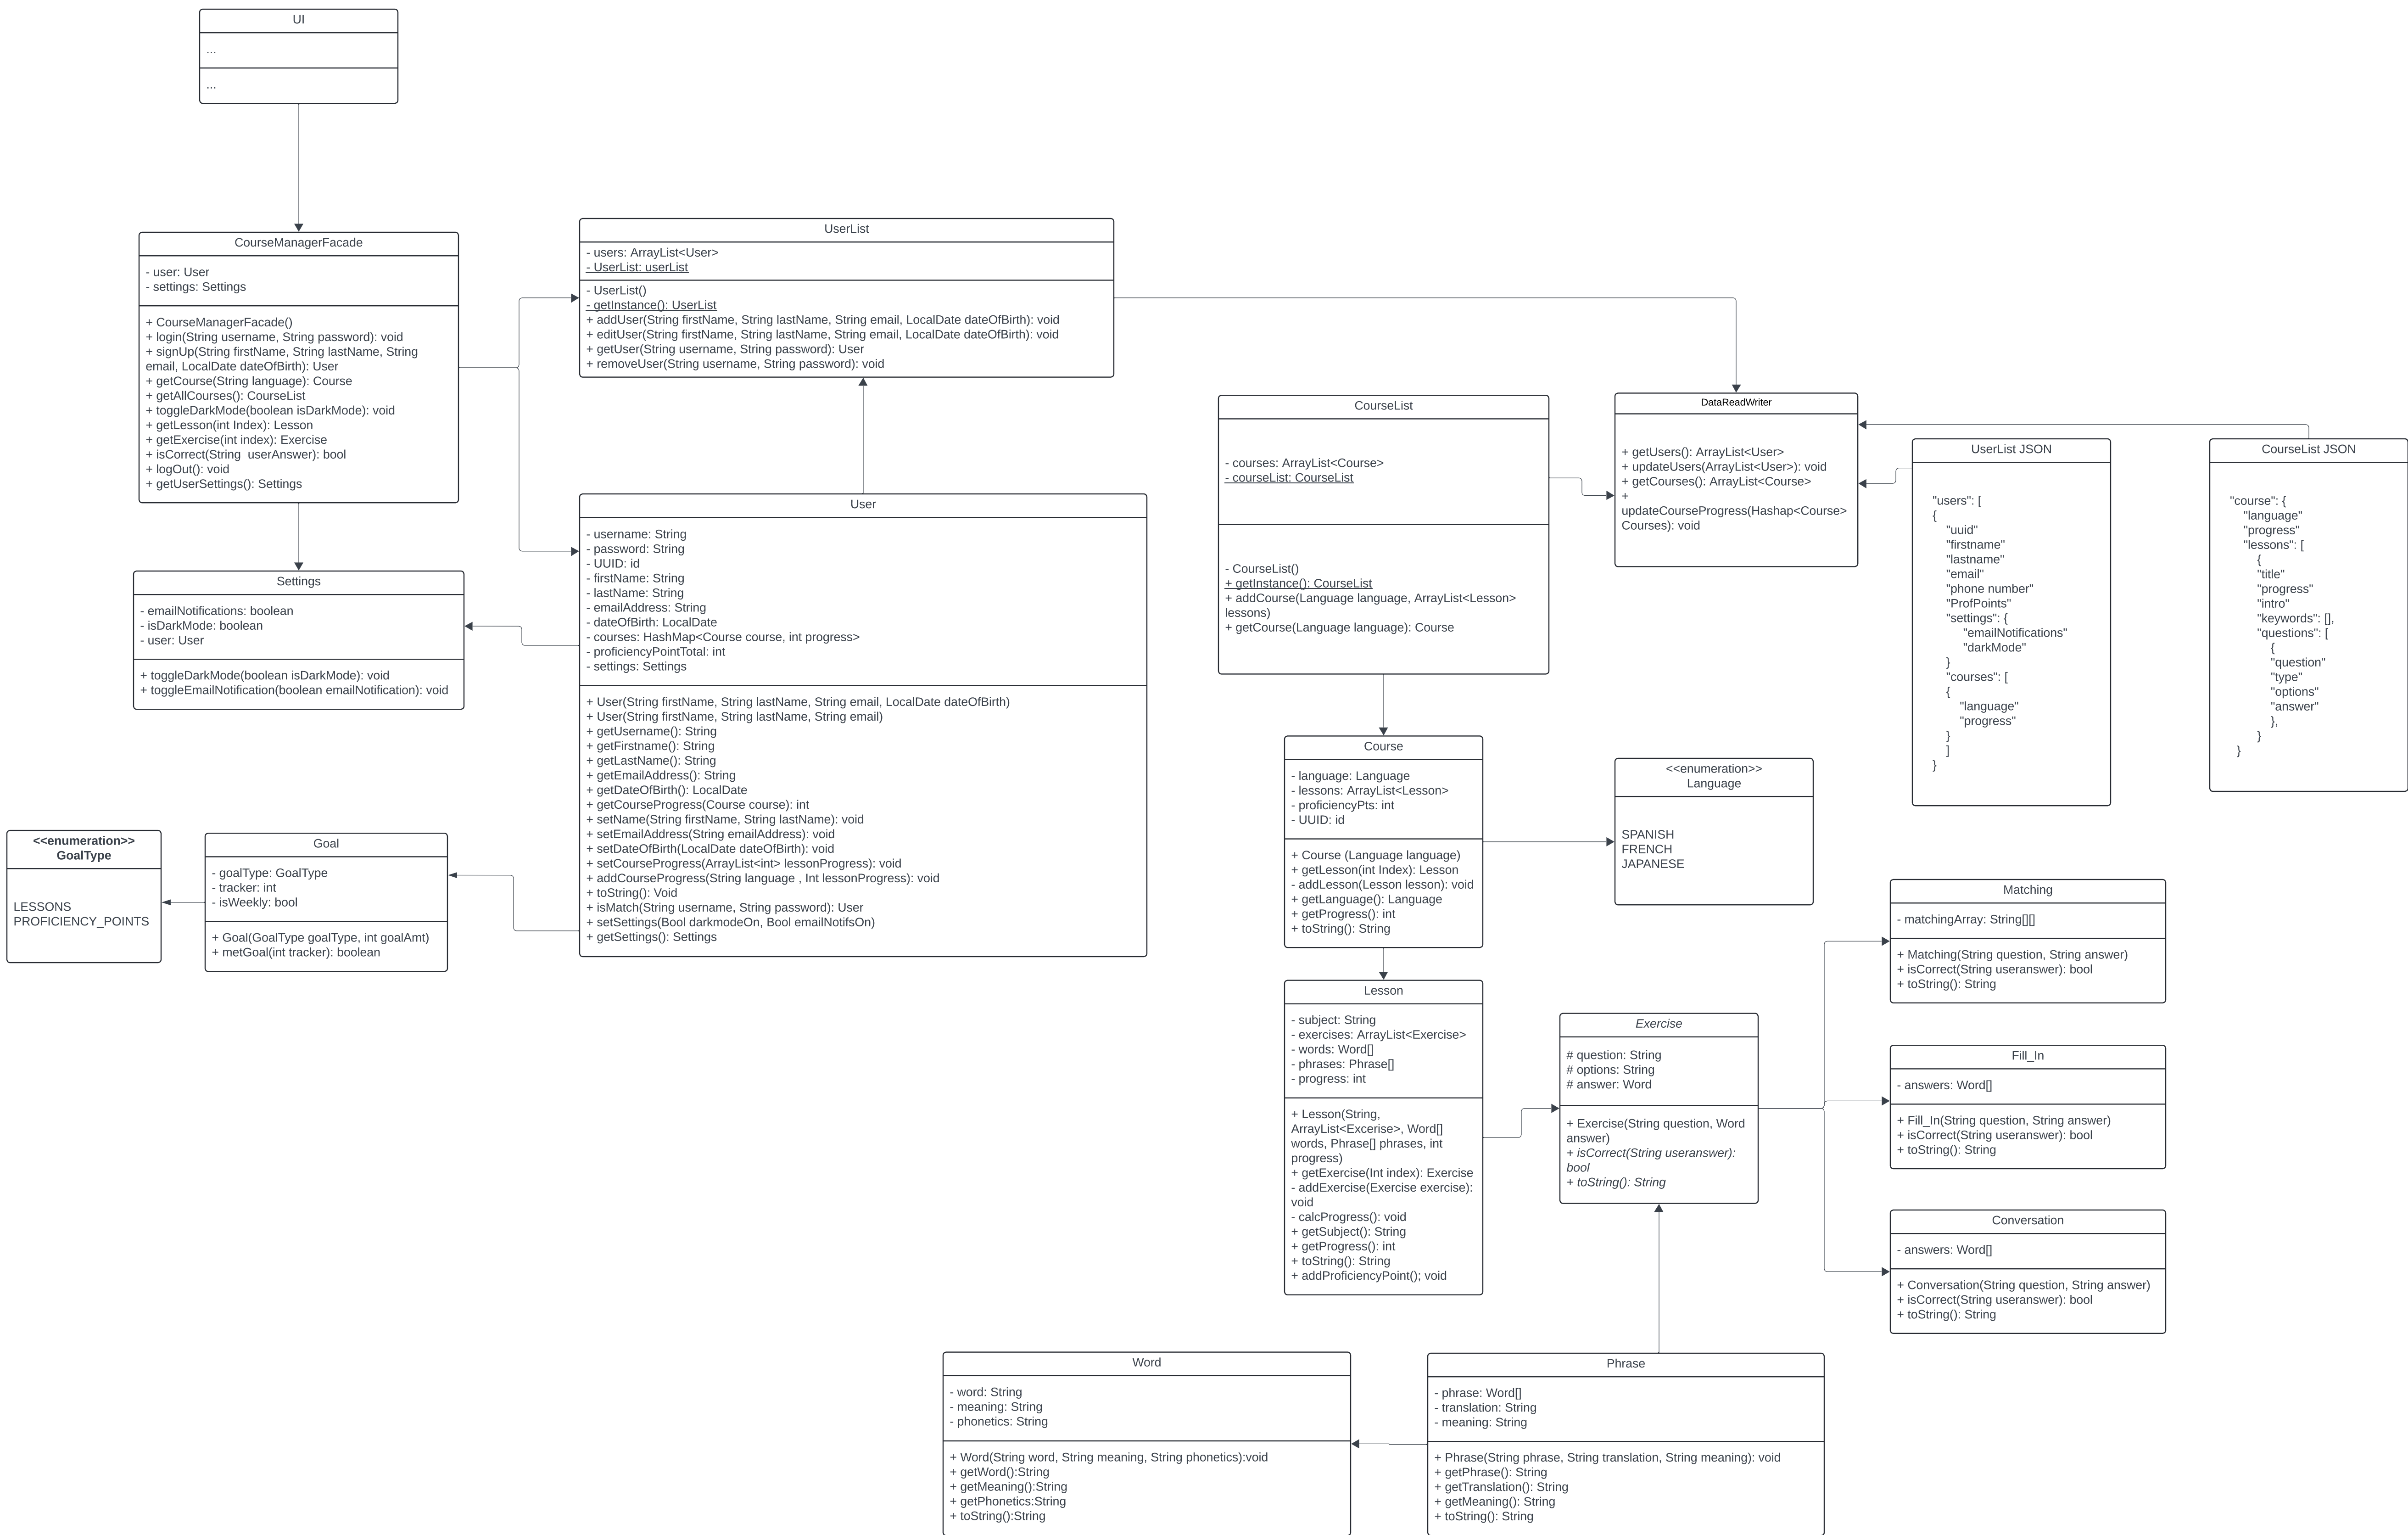 UI
...
...
CourseManagerFacade
- user: User
- settings: Settings
+ CourseManagerFacade()
+ login(String username, String password): void
+ signUp(String firstName, String lastName, String
email, LocalDate dateOfBirth): User
+ getCourse(String language): Course
+ getAllCourses(): CourseList
+ toggleDarkMode(boolean isDarkMode): void
+ getLesson(int Index): Lesson
+ getExercise(int index): Exercise
+ isCorrect(String  userAnswer): bool
+ logOut(): void
+ getUserSettings(): Settings
UserList
- users: ArrayList<User>
- UserList: userList
- UserList()
- getInstance(): UserList
+ addUser(String firstName, String lastName, String email, LocalDate dateOfBirth): void
+ editUser(String firstName, String lastName, String email, LocalDate dateOfBirth): void
+ getUser(String username, String password): User
+ removeUser(String username, String password): void
Settings
- emailNotifications: boolean
- isDarkMode: boolean
- user: User
+ toggleDarkMode(boolean isDarkMode): void
+ toggleEmailNotification(boolean emailNotification): void
User
- username: String
- password: String
- UUID: id
- firstName: String
- lastName: String
- emailAddress: String
- dateOfBirth: LocalDate
- courses: HashMap<Course course, int progress>
- proficiencyPointTotal: int
- settings: Settings
+ User(String firstName, String lastName, String email, LocalDate dateOfBirth)
+ User(String firstName, String lastName, String email)
+ getUsername(): String
+ getFirstname(): String
+ getLastName(): String
+ getEmailAddress(): String
+ getDateOfBirth(): LocalDate
+ getCourseProgress(Course course): int
+ setName(String firstName, String lastName): void
+ setEmailAddress(String emailAddress): void
+ setDateOfBirth(LocalDate dateOfBirth): void
+ setCourseProgress(ArrayList<int> lessonProgress): void
+ addCourseProgress(String language , Int lessonProgress): void
+ toString(): Void
+ isMatch(String username, String password): User
+ setSettings(Bool darkmodeOn, Bool emailNotifsOn)
+ getSettings(): Settings
<<enumeration>>
GoalType
LESSONS
PROFICIENCY_POINTS
Goal
- goalType: GoalType
- tracker: int
- isWeekly: bool
+ Goal(GoalType goalType, int goalAmt)
+ metGoal(int tracker): boolean
CourseList
- courses: ArrayList<Course>
- courseList: CourseList
- CourseList()
+ getInstance(): CourseList
+ addCourse(Language language, ArrayList<Lesson>
lessons)
+ getCourse(Language language): Course
DataReadWriter
+ getUsers(): ArrayList<User>
+ updateUsers(ArrayList<User>): void
+ getCourses(): ArrayList<Course>
+
updateCourseProgress(Hashap<Course>
Courses): void
UserList JSON
"users": [
{
"uuid"
"firstname"
"lastname"
"email"
"phone number"
"ProfPoints"
"settings": {
"emailNotifications"
"darkMode"
}
"courses": [
{
"language"
"progress"
}
]
}
CourseList JSON
"course": {
"language"
"progress"
"lessons": [
{
"title"
"progress"
"intro"
"keywords": [],
"questions": [
{
"question"
"type"
"options"
"answer"
},
}
}
Course
- language: Language
- lessons: ArrayList<Lesson>
- proficiencyPts: int
- UUID: id
+ Course (Language language)
+ getLesson(int Index): Lesson
- addLesson(Lesson lesson): void
+ getLanguage(): Language
+ getProgress(): int
+ toString(): String
<<enumeration>>
Language
SPANISH
FRENCH
JAPANESE
Lesson
- subject: String
- exercises: ArrayList<Exercise>
- words: Word[]
- phrases: Phrase[]
- progress: int
+ Lesson(String,
ArrayList<Excerise>, Word[]
words, Phrase[] phrases, int
progress)
+ getExercise(Int index): Exercise
- addExercise(Exercise exercise):
void
- calcProgress(): void
+ getSubject(): String
+ getProgress(): int
+ toString(): String
+ addProficiencyPoint(); void
Exercise
# question: String
# options: String
# answer: Word
+ Exercise(String question, Word
answer)
+ isCorrect(String useranswer):
bool
+ toString(): String
Matching
- matchingArray: String[][]
+ Matching(String question, String answer)
+ isCorrect(String useranswer): bool
+ toString(): String
Fill_In
- answers: Word[]
+ Fill_In(String question, String answer)
+ isCorrect(String useranswer): bool
+ toString(): String
Conversation
- answers: Word[]
+ Conversation(String question, String answer)
+ isCorrect(String useranswer): bool
+ toString(): String
Word
- word: String
- meaning: String
- phonetics: String
+ Word(String word, String meaning, String phonetics):void
+ getWord():String
+ getMeaning():String
+ getPhonetics:String
+ toString():String
Phrase
- phrase: Word[]
- translation: String
- meaning: String
+ Phrase(String phrase, String translation, String meaning): void
+ getPhrase(): String
+ getTranslation(): String
+ getMeaning(): String
+ toString(): String